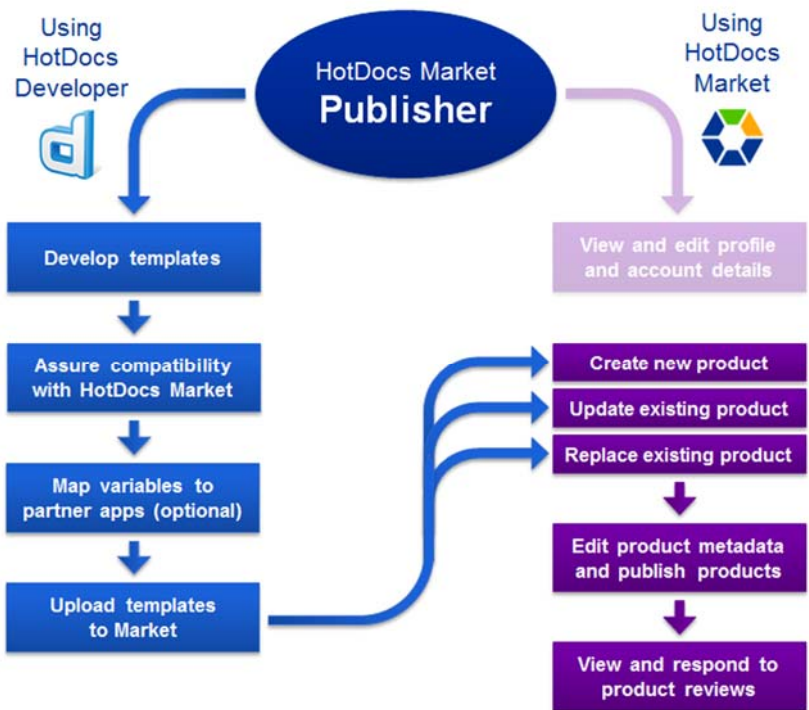 Using
HotDocs
Developer
HotDocs Market
Publisher
Using
HotDocs
Market
Develop templates
Assure compatibility
with HotDocs Market
Map variables to
partner apps (optional)
Upload templates
to Market
View and edit profile
and account details
Create new product
Update existing product
Replace existing product
Edit product metadata
and publish products
View and respond to
product reviews